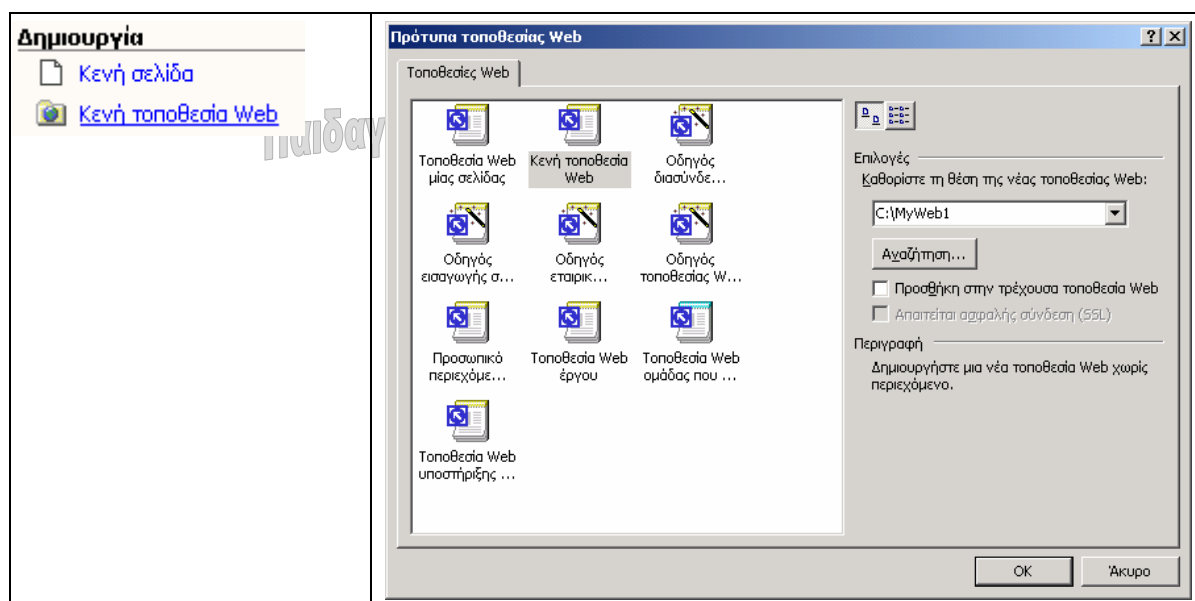 Δημιουργία
Κενή σελίδα
Κενή τοποθεσία Web
Παιδαγ
Πρότυπα τοποθεσίας Web
Τοποθεσίες Web
Τοποθεσία Web
μίας σελίδας
Κενή τοποθεσία
Web
Οδηγός
διασύνδε...
Οδηγός
εισαγωγής σ...
Οδηγός
εταιρικ...
Οδηγός
τοποθεσίας W...
Προσωπικό
περιεχόμε...
Τοποθεσία Web
έργου
Τοποθεσία Web
ομάδας που ...
Τοποθεσία Web
υποστήριξης ...
Επιλογές
Καθορίστε τη θέση της νέας τοποθεσίας Web:
C:\MyWeb1
Αναζήτηση...
Προσθήκη στην τρέχουσα τοποθεσία Web
Απαιτείται ασφαλής σύνδεση (SSL)
Περιγραφή
Δημιουργήστε μια νέα τοποθεσία Web χωρίς
περιεχόμενο.
OK
Άκυρο